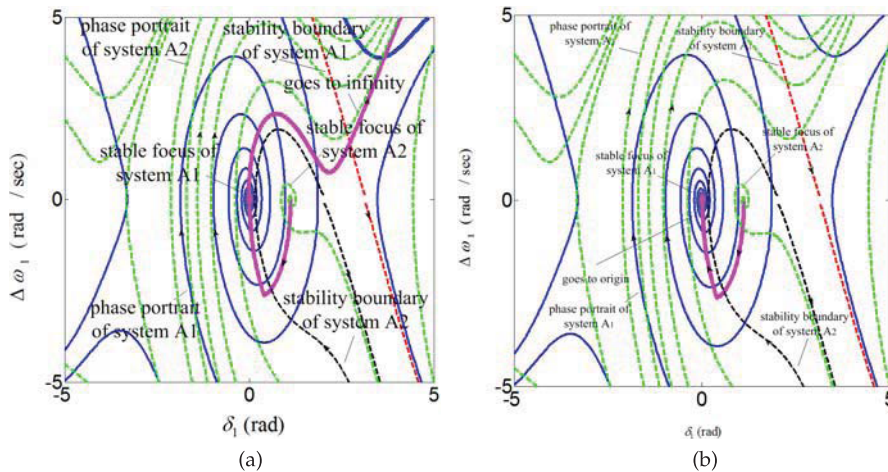 phase portrait
of system A2
stability boundary
of system A1
goes to infinity
stable focus of
system A2
stable focus of
system A1
phase portrait
of system A1
stability boundary
of system A2
5
0
-5
-5
0
5
Δ ω 1 (rad / sec)
δ1 (rad)
(a)
phase portrait of
system A2
stability boundary
of system A1
stable focus of
system A2
stable focus of
system A1
goes to origin
phase portrait of
system A1
stability boundary
of system A2
5
0
-5
-5
0
5
Δ ω 1 (rad / sec)
δ1 (rad)
(b)